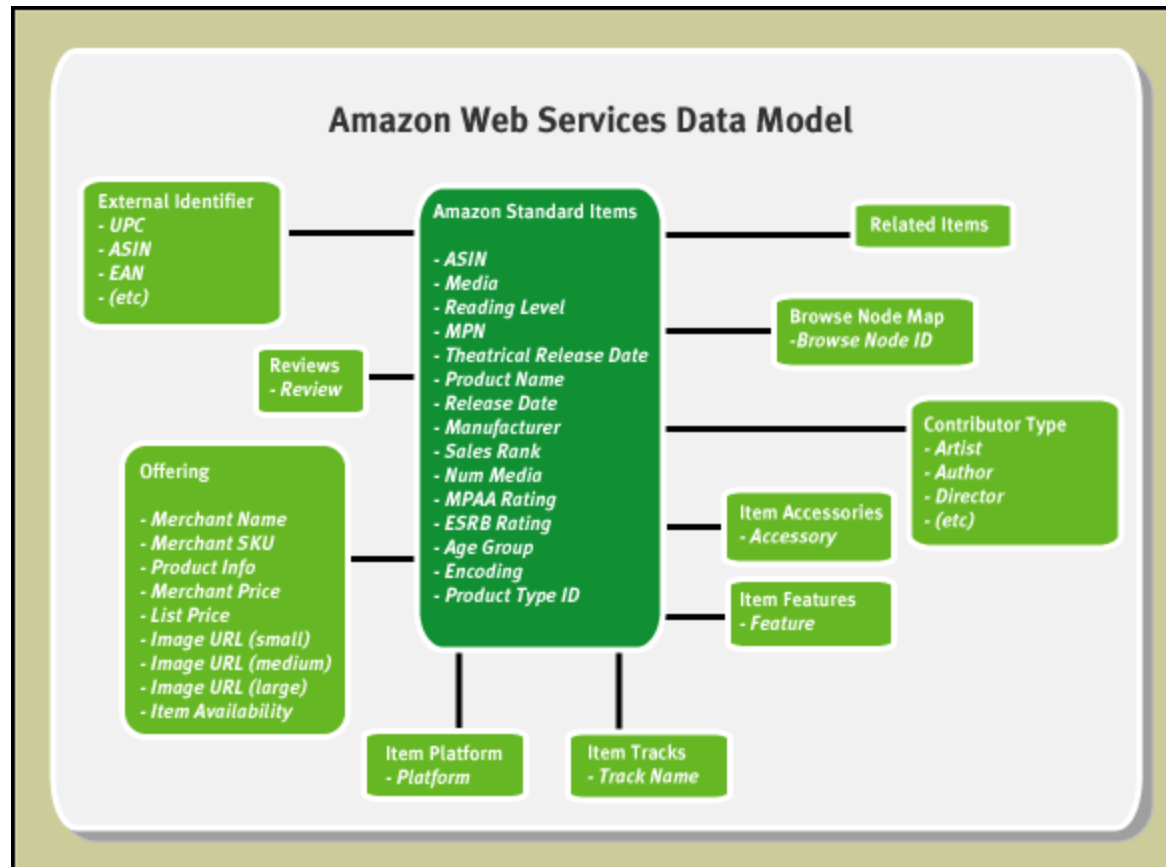 Amazon Web Services Data Model
External Identifier
- UPC
- ASIN
- EAN
- (etc)
Reviews
- Review
Offering
- Merchant Name
- Merchant SKU
- Product Info
- Merchant Price
- List Price
- Image URL (small)
- Image URL (medium)
- Image URL (large)
- Item Availability
Amazon Standard Items
- ASIN
- Media
- Reading Level
- MPN
- Theatrical Release Date
- Product Name
- Release Date
- Manufacturer
- Sales Rank
- Num Media
- MPAA Rating
- ESRB Rating
- Age Group
- Encoding
- Product Type ID
Related Items
Browse Node Map
-Browse Node ID
Contributor Type
- Artist
- Author
- Director
- (etc)
Item Accessories
- Accessory
Item Features
- Feature
Item Platform
- Platform
Item Tracks
- Track Name